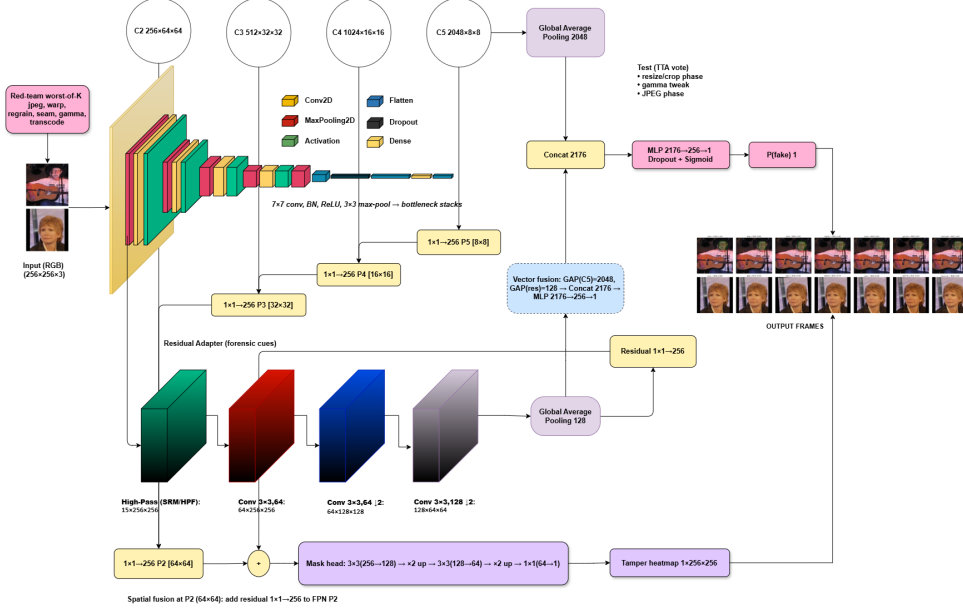 C2 256×64×64
C3 512×32×32
C4 1024×16×16
C5 2048×8×8
Global Average
Pooling 2048
Red-team worst-of-K
jpeg, warp,
regrain, seam, gamma,
transcode
Test (TTA vote)
• resize/crop phase
• gamma tweak
• JPEG phase
Conv2D
Flatten
MaxPooling2D
Dropout
Activation
Dense
Concat 2176
MLP 2176→256→1
Dropout + Sigmoid
P(fake) 1
7×7 conv, BN, ReLU, 3×3 max-pool → bottleneck stacks
Input (RGB)
(256×256×3)
1×1→256 P5 [8×8]
1×1→256 P4 [16×16]
1×1→256 P3 [32×32]
Vector fusion: GAP(C5)=2048,
GAP(res)=128 → Concat 2176 →
MLP 2176→256→1
OUTPUT FRAMES
Residual Adapter (forensic cues)
Residual 1×1→256
Global Average
Pooling 128
High-Pass (SRM/HPF):
15×256×256
Conv 3×3,64:
64×256×256
Conv 3×3,64 ↓2:
64×128×128
Conv 3×3,128 ↓2:
128×64×64
1×1→256 P2 [64×64]
+
Mask head: 3×3(256→128) → ×2 up → 3×3(128→64) → ×2 up → 1×1(64→1)
Tamper heatmap 1×256×256
Spatial fusion at P2 (64×64): add residual 1×1→256 to FPN P2